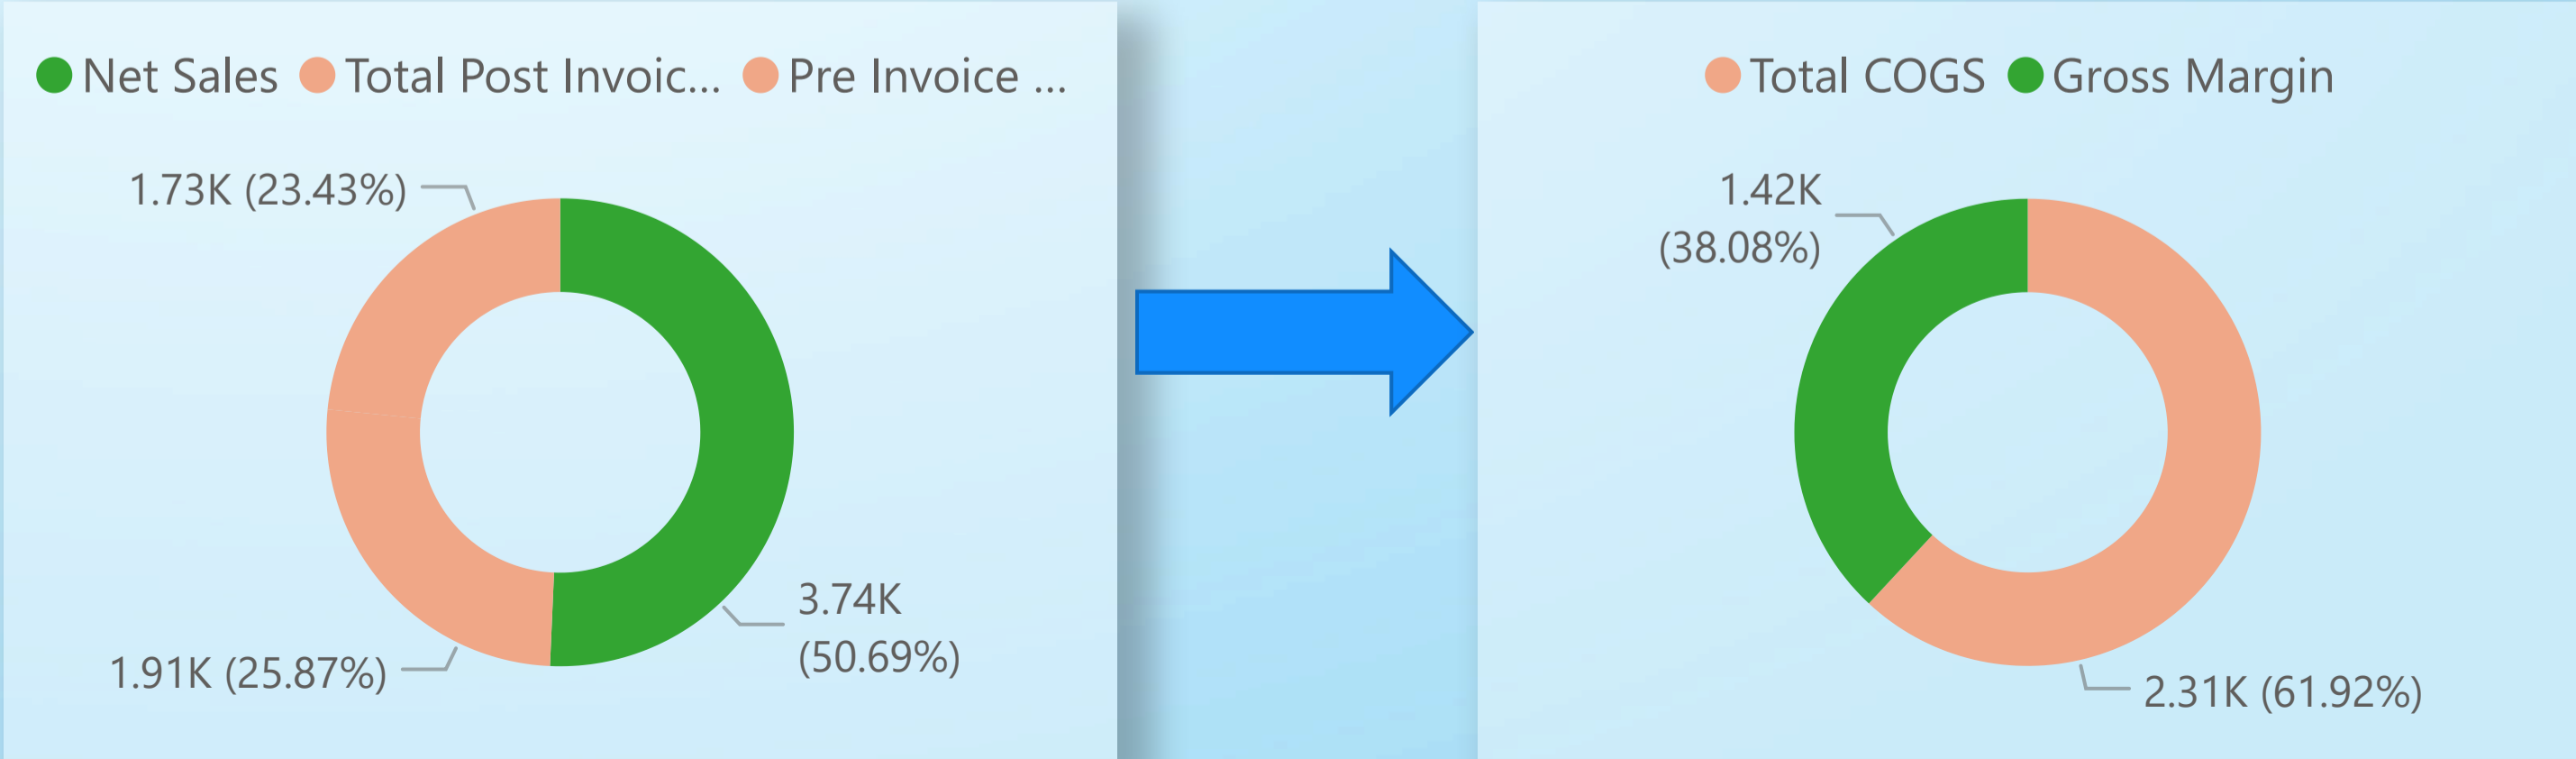 Net Sales Total Post Invoic... Pre Invoice ...
1.73K (23.43%)
3.74K
(50.69%)
1.91K (25.87%)
Total COGS Gross Margin
1.42K
(38.08%)
2.31K (61.92%)